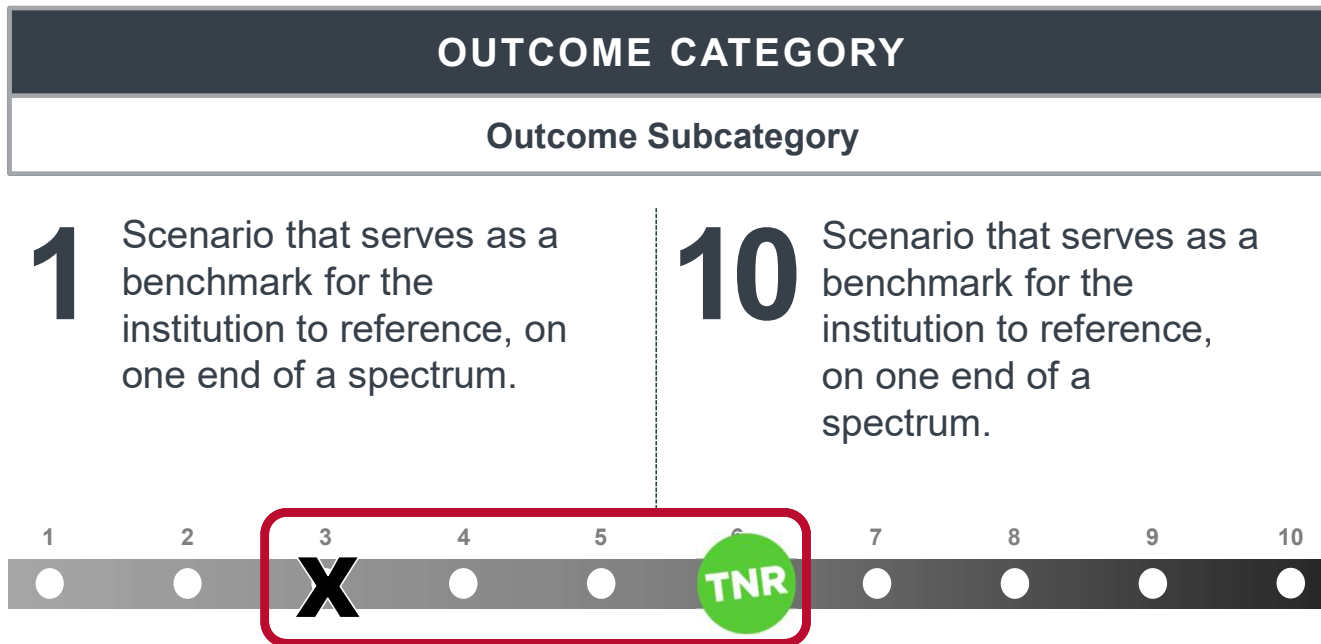 OUTCOME CATEGORY
Outcome Subcategory
1
Scenario that serves as a
benchmark for the
institution to reference, on
one end of a spectrum.
10
Scenario that serves as a
benchmark for the
institution to reference,
on one end of a
spectrum.
1 2 3 4 5 6 7 8 9 10
X TNR